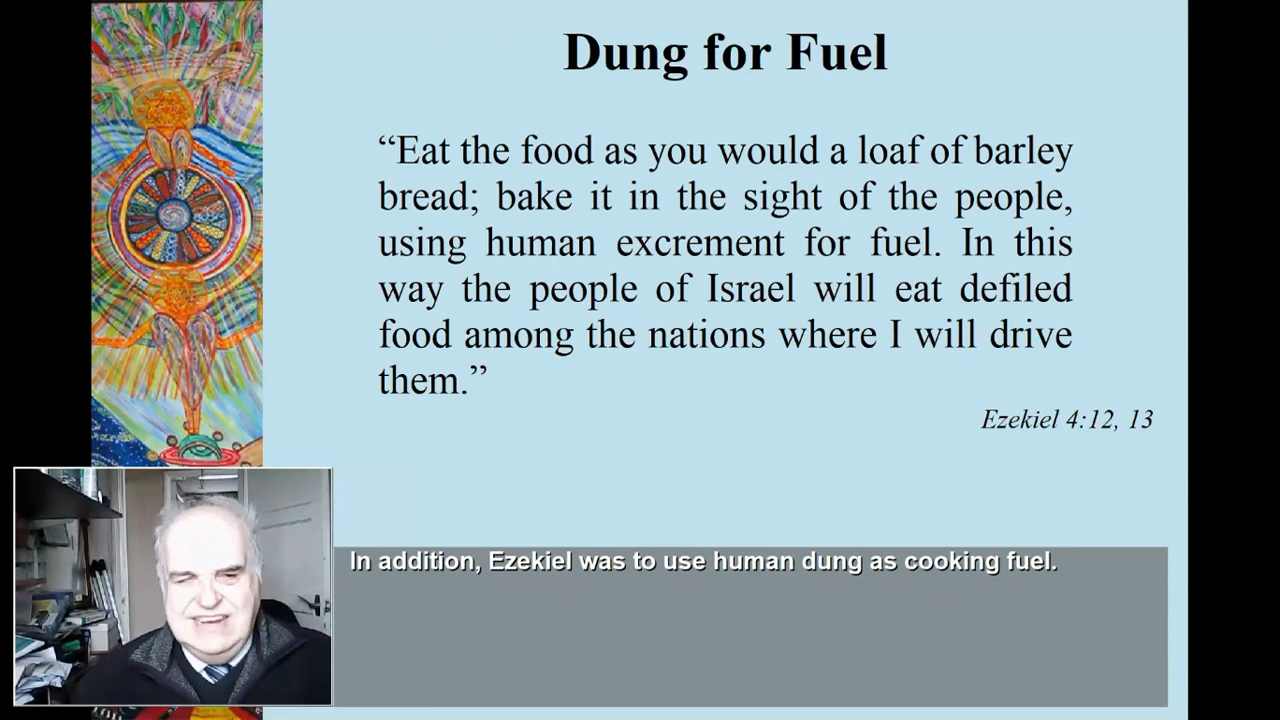 Dung for Fuel
“Eat the food as you would a loaf of barley
bread; bake it in the sight of the people,
using human excrement for fuel. In this
way the people of Israel will eat defiled
food among the nations where I will drive
them.”
Ezekiel 4:12, 13
In addition, Ezekiel was to use human dung as cooking fuel.